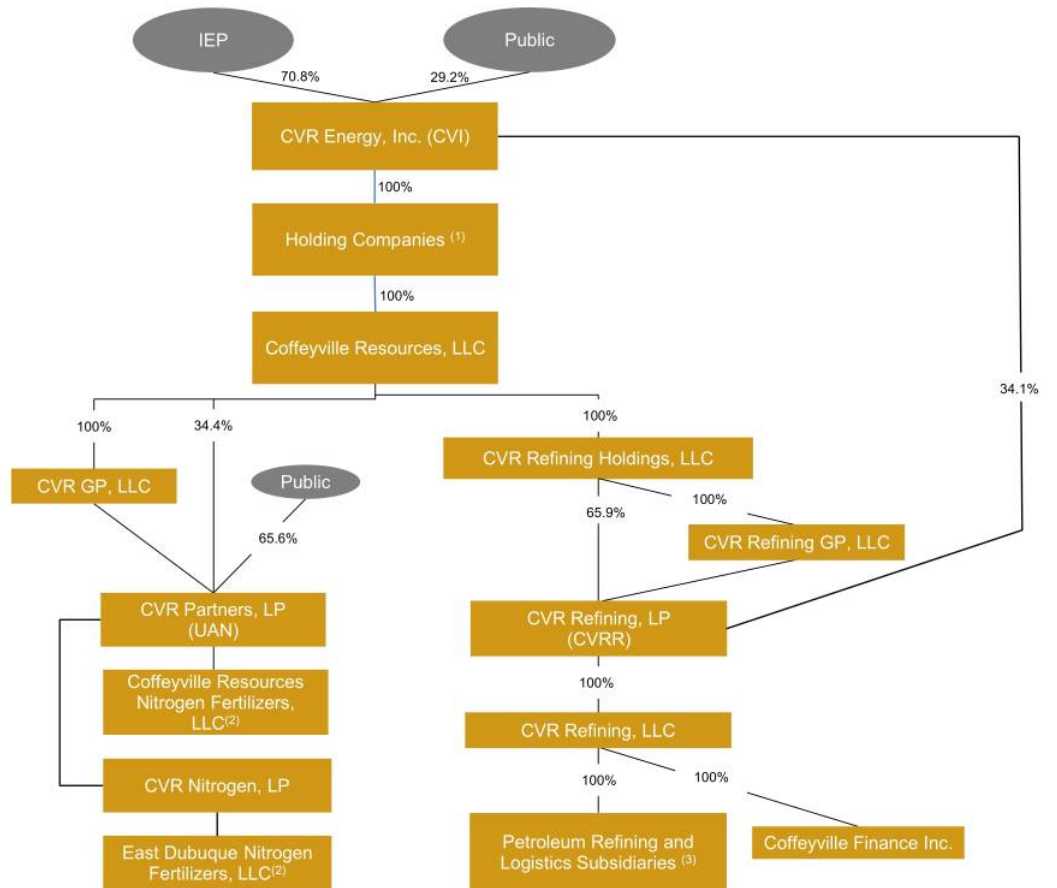 IEP
Public
70.8%
29.2%
CVR Energy, Inc. (CVI)
100%
Holding Companies (1)
100%
Coffeyville Resources, LLC
34.1%
100%
34.4%
100%
CVR Refining Holdings, LLC
CVR GP, LLC
Public
100%
65.9%
65.6%
CVR Refining GP, LLC
CVR Partners, LP
(UAN)
CVR Refining, LP
(CVRR)
Coffeyville Resources
Nitrogen Fertilizers,
LLC(2)
100%
CVR Refining, LLC
CVR Nitrogen, LP
100%
100%
East Dubuque Nitrogen
Fertilizers, LLC(2)
Petroleum Refining and
Logistics Subsidiaries (3)
Coffeyville Finance Inc.